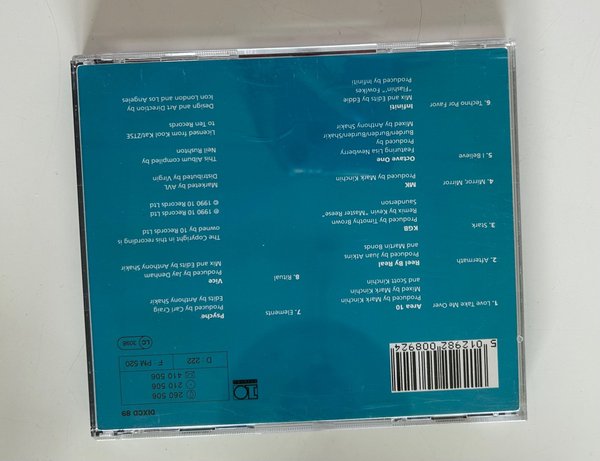 5 012982 008924
10
DIXCD 89
260 506
210 506
410 506
D : 222
F : PM 520
LC 3098
1. Love Take Me Over
Area 10
Produced by Mark Kinchin
Mixed by Mark Kinchin
and Scott Kinchin
2. Aftermath
Reel By Real
Produced by Juan Atkins
and Martin Bonds
3. Stark
KGB
Produced by Timothy Brown
Remix by Kevin "Master Reese"
Saunderson
4. Mirror, Mirror
MK
Produced by Mark Kinchin
5. I Believe
Octave One
Featuring Lisa Newberry
Produced by
Burden/Burden/Burden/Shakir
Mixed by Anthony Shakir
6. Techno Por Favor
Infiniti
Mix and Edits by Eddie
"Flashin'" Fowlkes
Produced by Infiniti
7. Elements
Psyche
Produced by Carl Craig
Edits by Anthony Shakir
8. Ritual
Vice
Produced by Jay Denham
Mix and Edits by Anthony Shakir
The Copyright in this recording is
owned by 10 Records Ltd
℗ 1990 10 Records Ltd
© 1990 10 Records Ltd
Marketed by AVL
Distributed by Virgin
This Album compiled by
Neil Rushton
Licensed from Kool Kat/ZTSE
to Ten Records
Design and Art Direction by
Icon London and Los Angeles